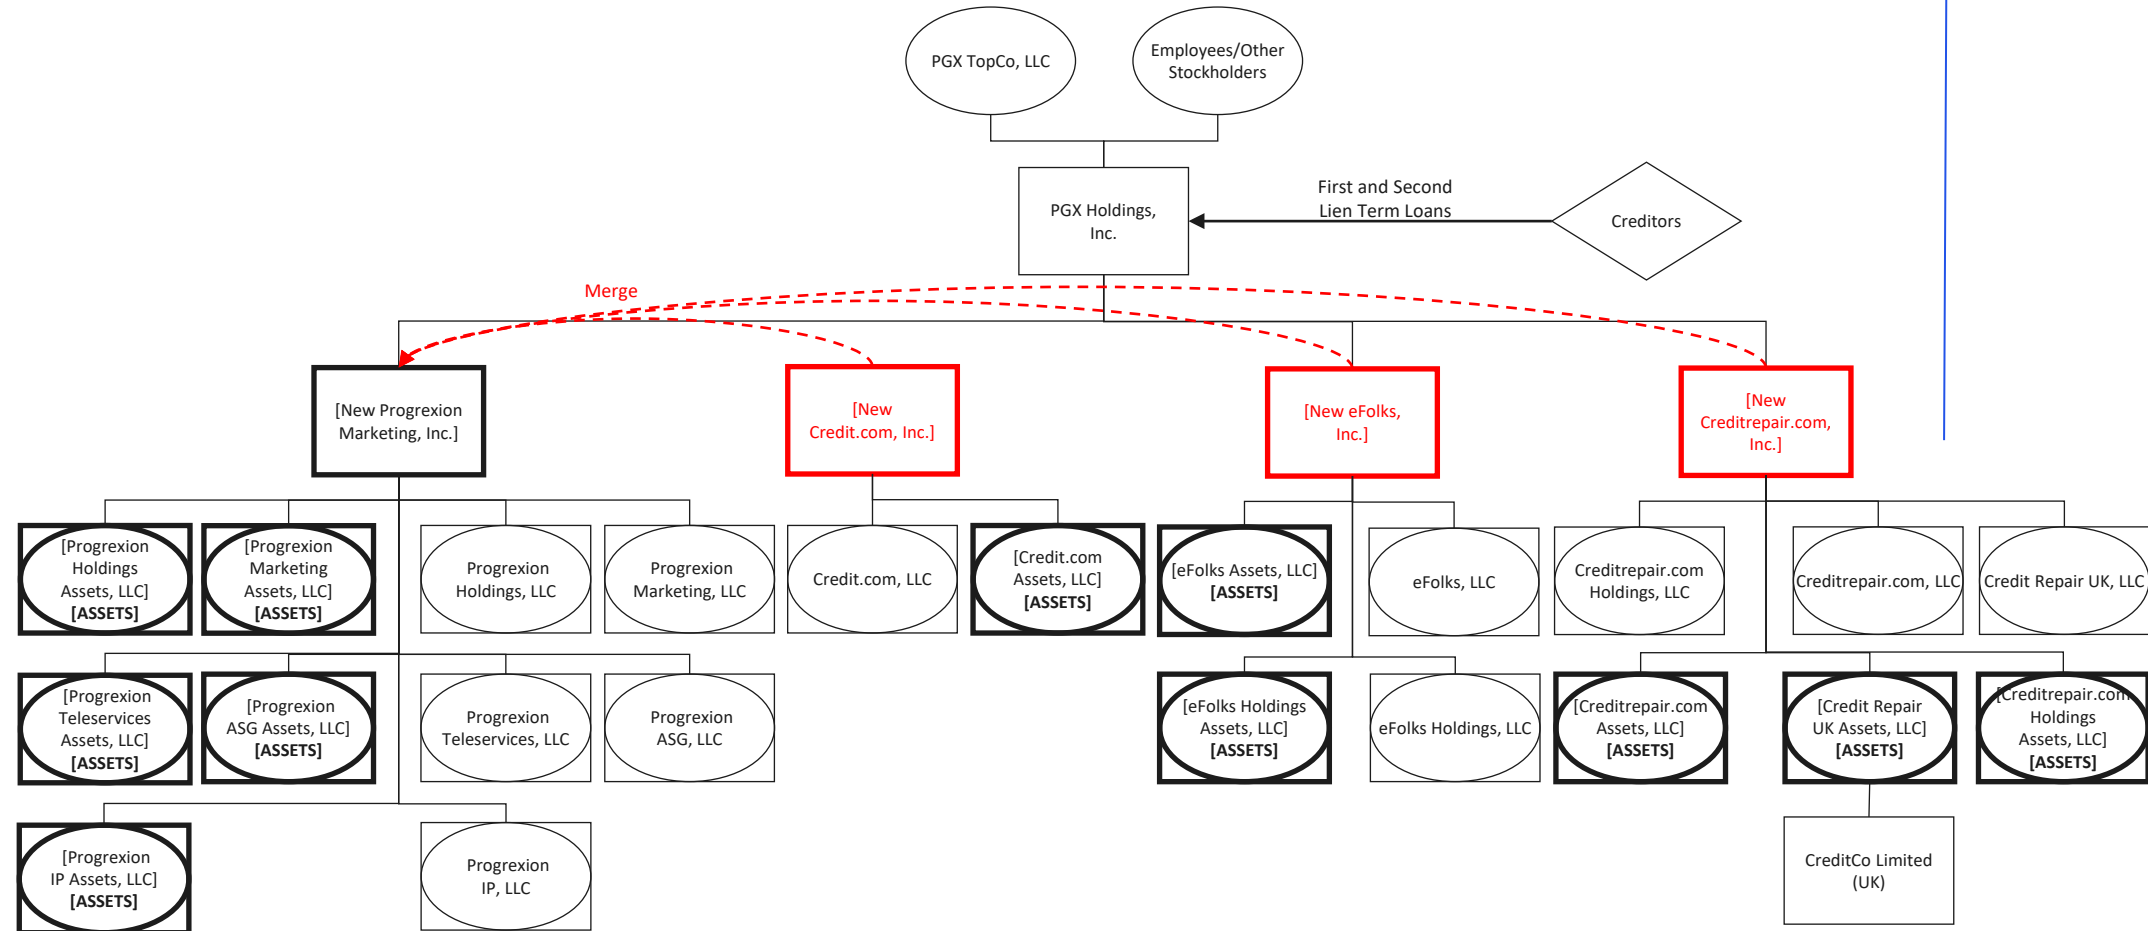 PGX TopCo, LLC
Employees/Other
Stockholders
PGX Holdings,
Inc.
First and Second
Lien Term Loans
Creditors
Merge
[New Progrexion
Marketing, Inc.]
[New
Credit.com, Inc.]
[New eFolks,
Inc.]
[New
Creditrepair.com,
Inc.]
[Progrexion
Holdings
Assets, LLC]
[ASSETS]
[Progrexion
Marketing
Assets, LLC]
[ASSETS]
Progrexion
Holdings, LLC
Progrexion
Marketing, LLC
Credit.com, LLC
[Credit.com
Assets, LLC]
[ASSETS]
[eFolks Assets, LLC]
[ASSETS]
eFolks, LLC
Creditrepair.com
Holdings, LLC
Creditrepair.com, LLC
Credit Repair UK, LLC
[Progrexion
Teleservices
Assets, LLC]
[ASSETS]
[Progrexion
ASG Assets, LLC]
[ASSETS]
Progrexion
Teleservices, LLC
Progrexion
ASG, LLC
[eFolks Holdings
Assets, LLC]
[ASSETS]
eFolks Holdings, LLC
[Creditrepair.com
Assets, LLC]
[ASSETS]
[Credit Repair
UK Assets, LLC]
[ASSETS]
[Creditrepair.com
Holdings
Assets, LLC]
[ASSETS]
[Progrexion
IP Assets, LLC]
[ASSETS]
Progrexion
IP, LLC
CreditCo Limited
(UK)